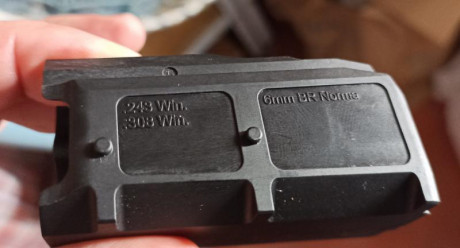 .243 Win.
.308 Win.
6mm BR Norma